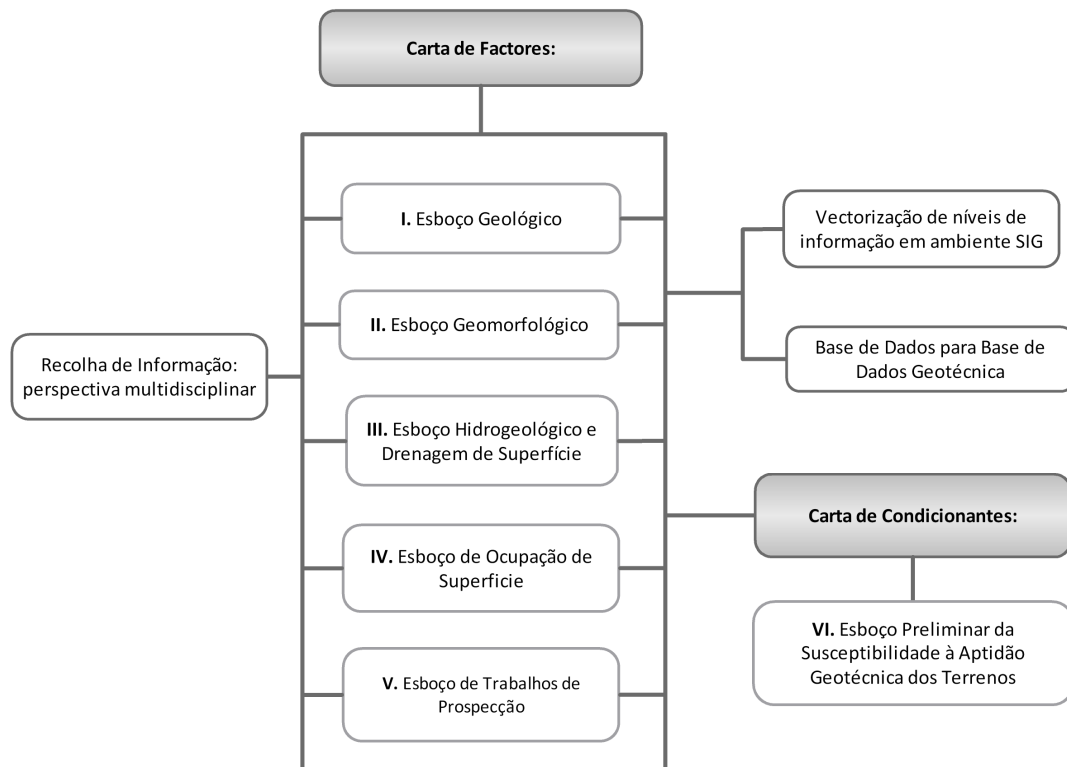 Carta de Factores:
I. Esboço Geológico
II. Esboço Geomorfológico
Recolha de Informação:
perspectiva multidisciplinar
III. Esboço Hidrogeológico e
Drenagem de Superfície
IV. Esboço de Ocupação de
Superficie
V. Esboço de Trabalhos de
Prospecção
Vectorização de níveis de
informação em ambiente SIG
Base de Dados para Base de
Dados Geotécnica
Carta de Condicionantes:
VI. Esboço Preliminar da
Susceptibilidade à Aptidão
Geotécnica dos Terrenos